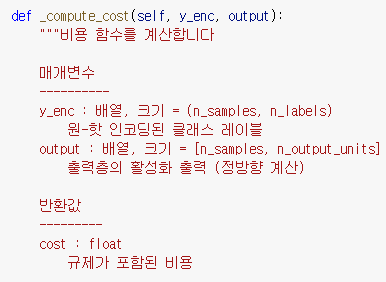 def _compute_cost(self, y_enc, output):
"""비용 함수를 계산합니다
매개변수
----------
y_enc : 배열, 크기 = (n_samples, n_labels)
원-핫 인코딩된 클래스 레이블
output : 배열, 크기 = [n_samples, n_output_units]
출력층의 활성화 출력 (정방향 계산)
반환값
---------
cost : float
규제가 포함된 비용